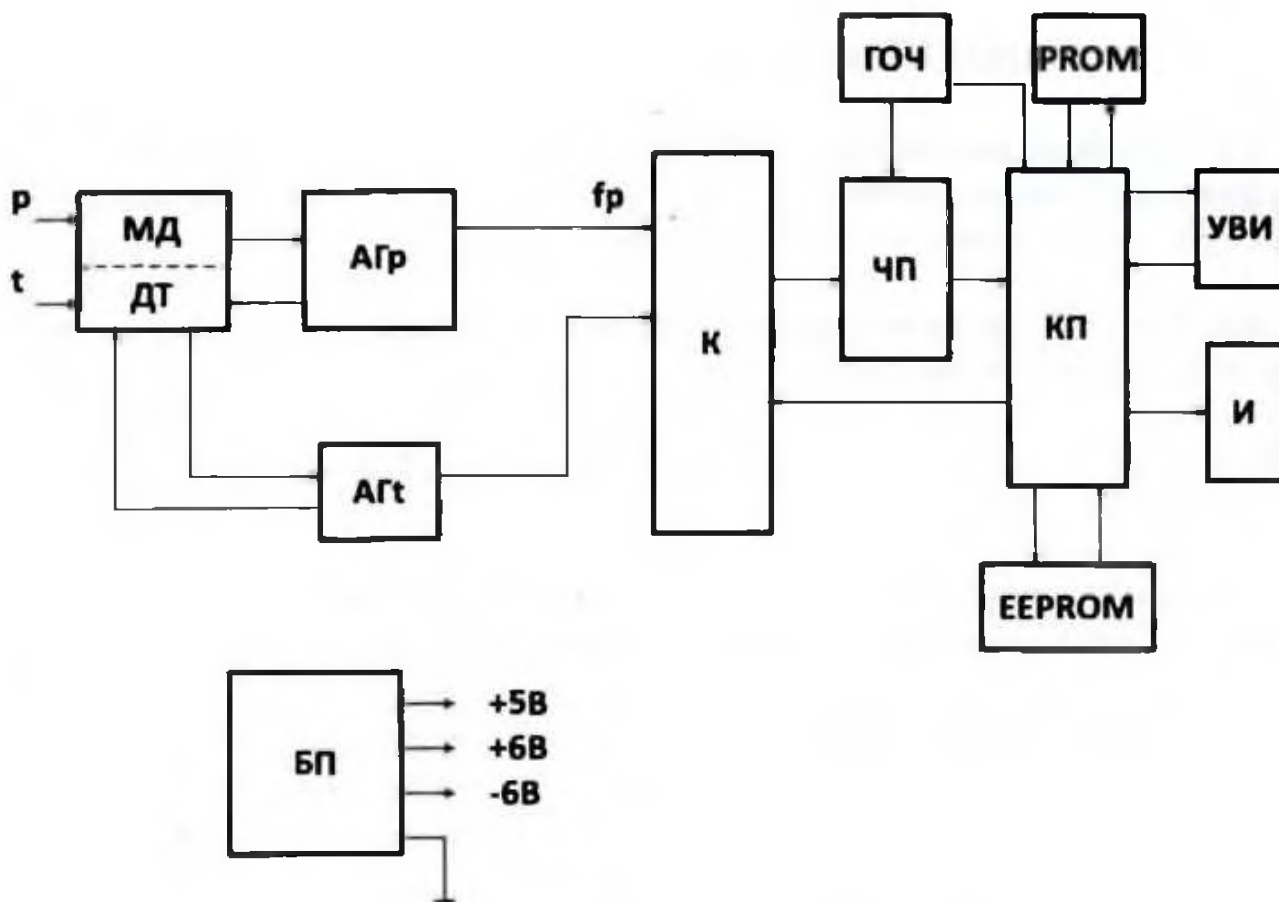 ГОЧ
PROM
p
МД
АГр
fp
t
ДТ
К
ЧП
КП
УВИ
И
АГt
EEPROM
БП
+5В
+6В
-6В